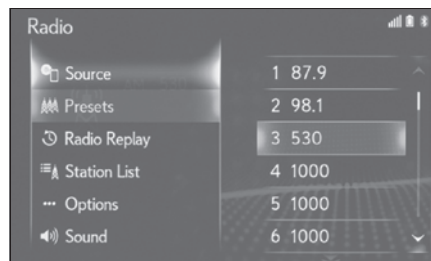 Radio
Source
Presets
Radio Replay
Station List
Options
Sound
1 87.9
2 98.1
3 530
4 1000
5 1000
6 1000